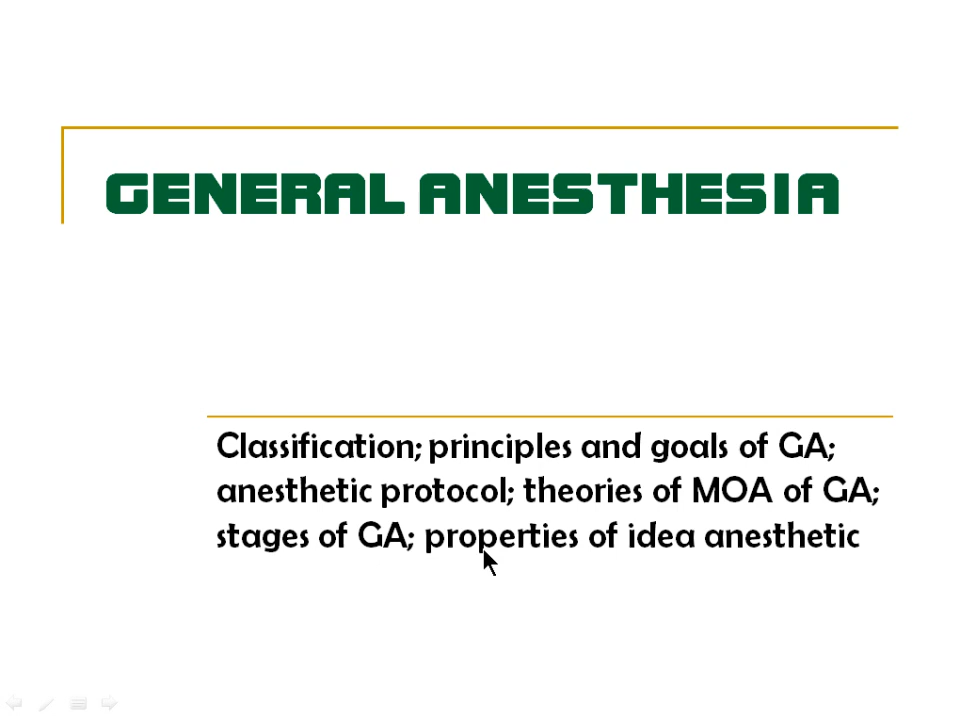 GENERAL ANESTHESIA
Classification; principles and goals of GA;
anesthetic protocol; theories of MOA of GA;
stages of GA; properties of idea anesthetic